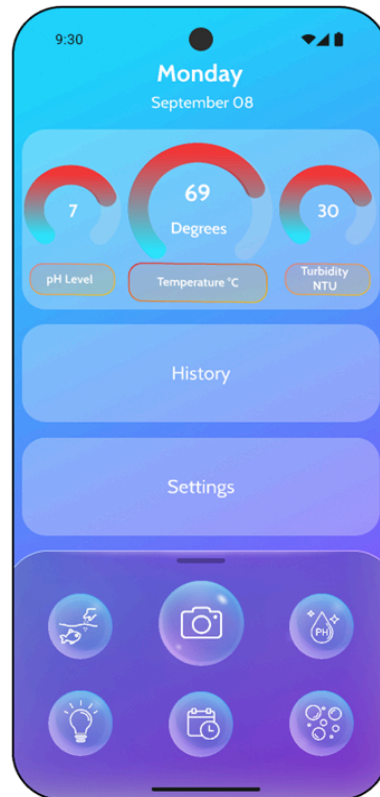 9:30
Monday
September 08
7
69
Degrees
30
pH Level
Temperature °C
Turbidity
NTU
History
Settings
PH